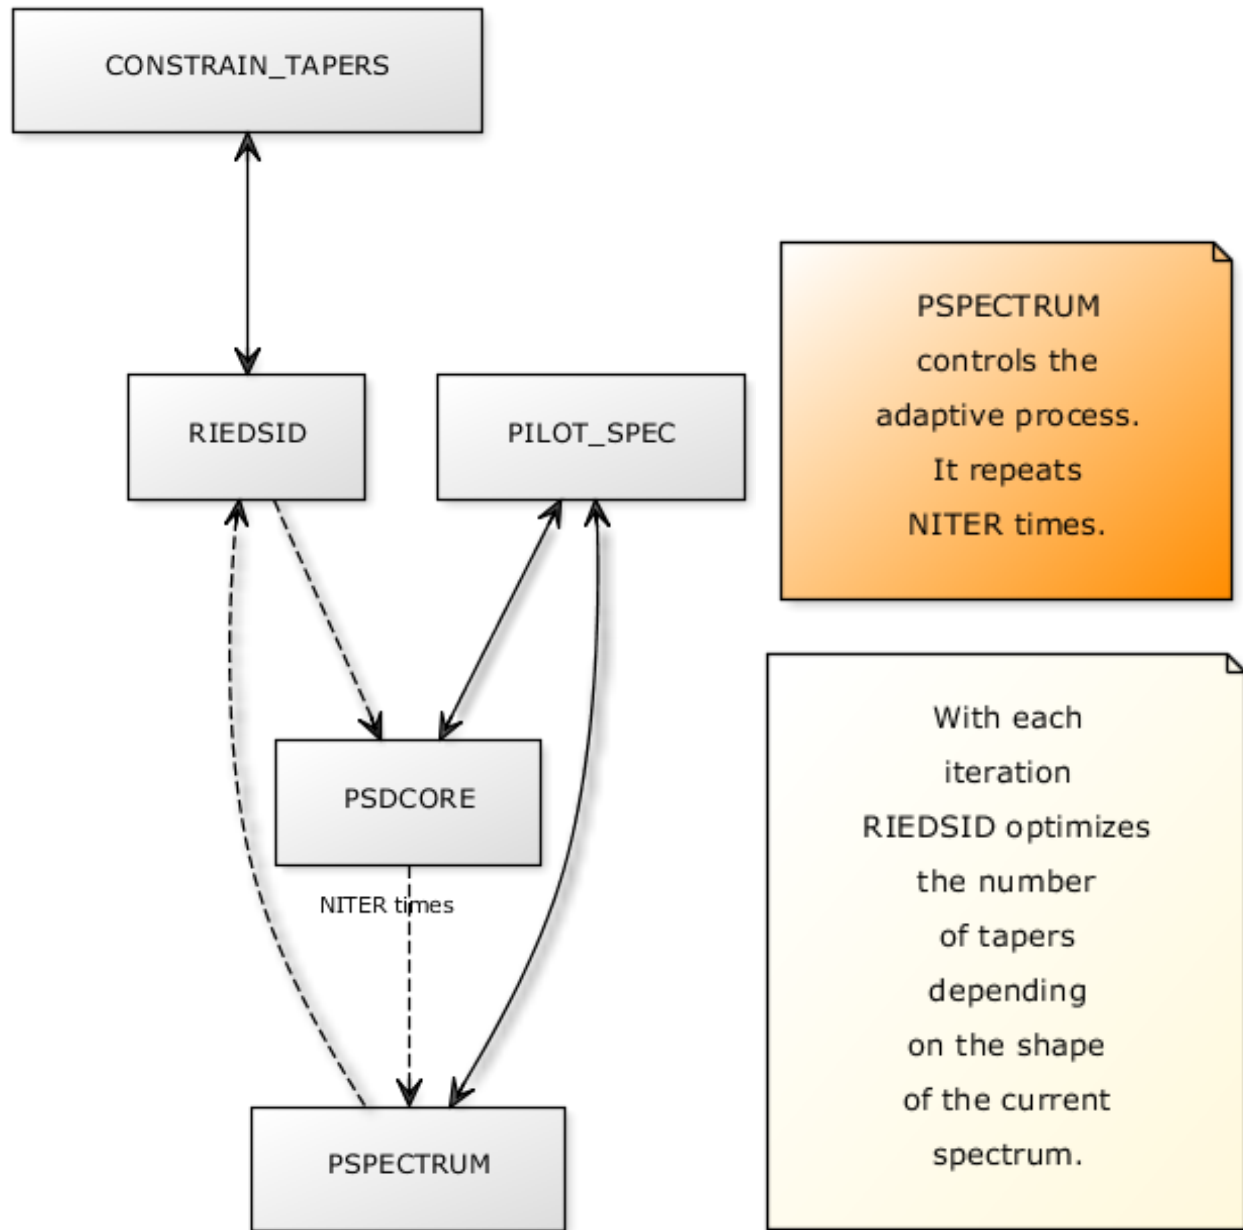 CONSTRAIN_TAPERS
RIEDSID
PILOT_SPEC
PSDCORE
NITER times
PSPECTRUM
PSPECTRUM
controls the
adaptive process.
It repeats
NITER times.
With each
iteration
RIEDSID optimizes
the number
of tapers
depending
on the shape
of the current
spectrum.